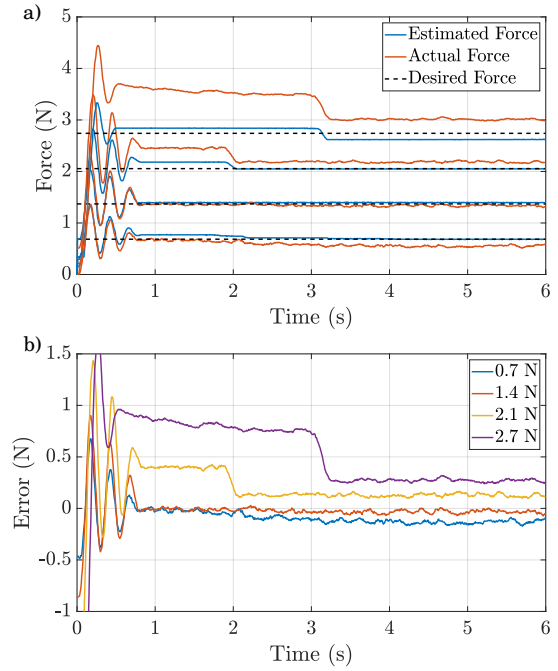 a)
Estimated Force
Actual Force
Desired Force
Force (N)
5
4
3
2
1
0
0 1 2 3 4 5 6
Time (s)
b)
0.7 N
1.4 N
2.1 N
2.7 N
Error (N)
1.5
1
0.5
0
-0.5
-1
0 1 2 3 4 5 6
Time (s)